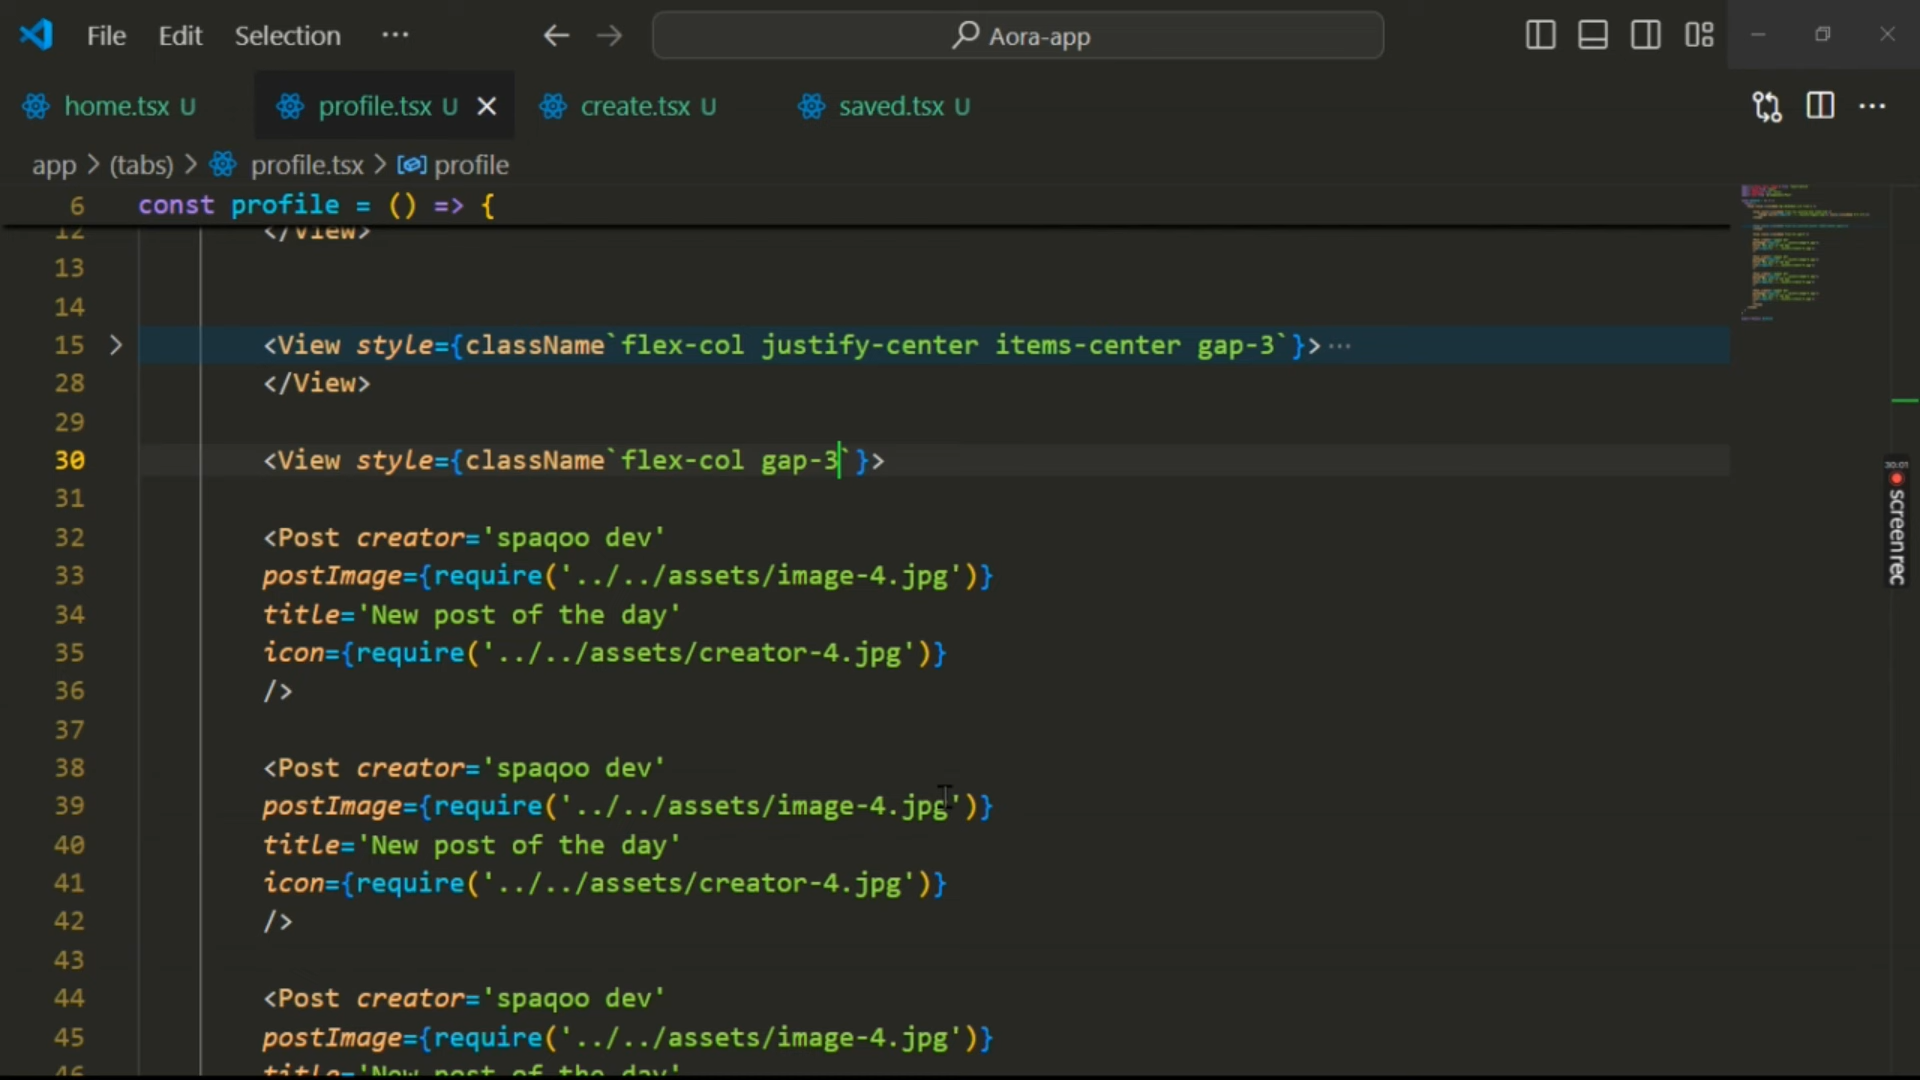 File Edit Selection ··· Aora-app
home.tsx U profile.tsx U create.tsx U saved.tsx U
app > (tabs) > profile.tsx > profile
6 const profile = () => {
12 </View>
13
14
15 <View style={className`flex-col justify-center items-center gap-3`}>···
28 </View>
29
30 <View style={className`flex-col gap-3`}>
31
32 <Post creator='spaqoo dev'
33 postImage={require('../../assets/image-4.jpg')}
34 title='New post of the day'
35 icon={require('../../assets/creator-4.jpg')}
36 />
37
38 <Post creator='spaqoo dev'
39 postImage={require('../../assets/image-4.jpg')}
40 title='New post of the day'
41 icon={require('../../assets/creator-4.jpg')}
42 />
43
44 <Post creator='spaqoo dev'
45 postImage={require('../../assets/image-4.jpg')}
46 title='New post of the day'
30:01
screenrec